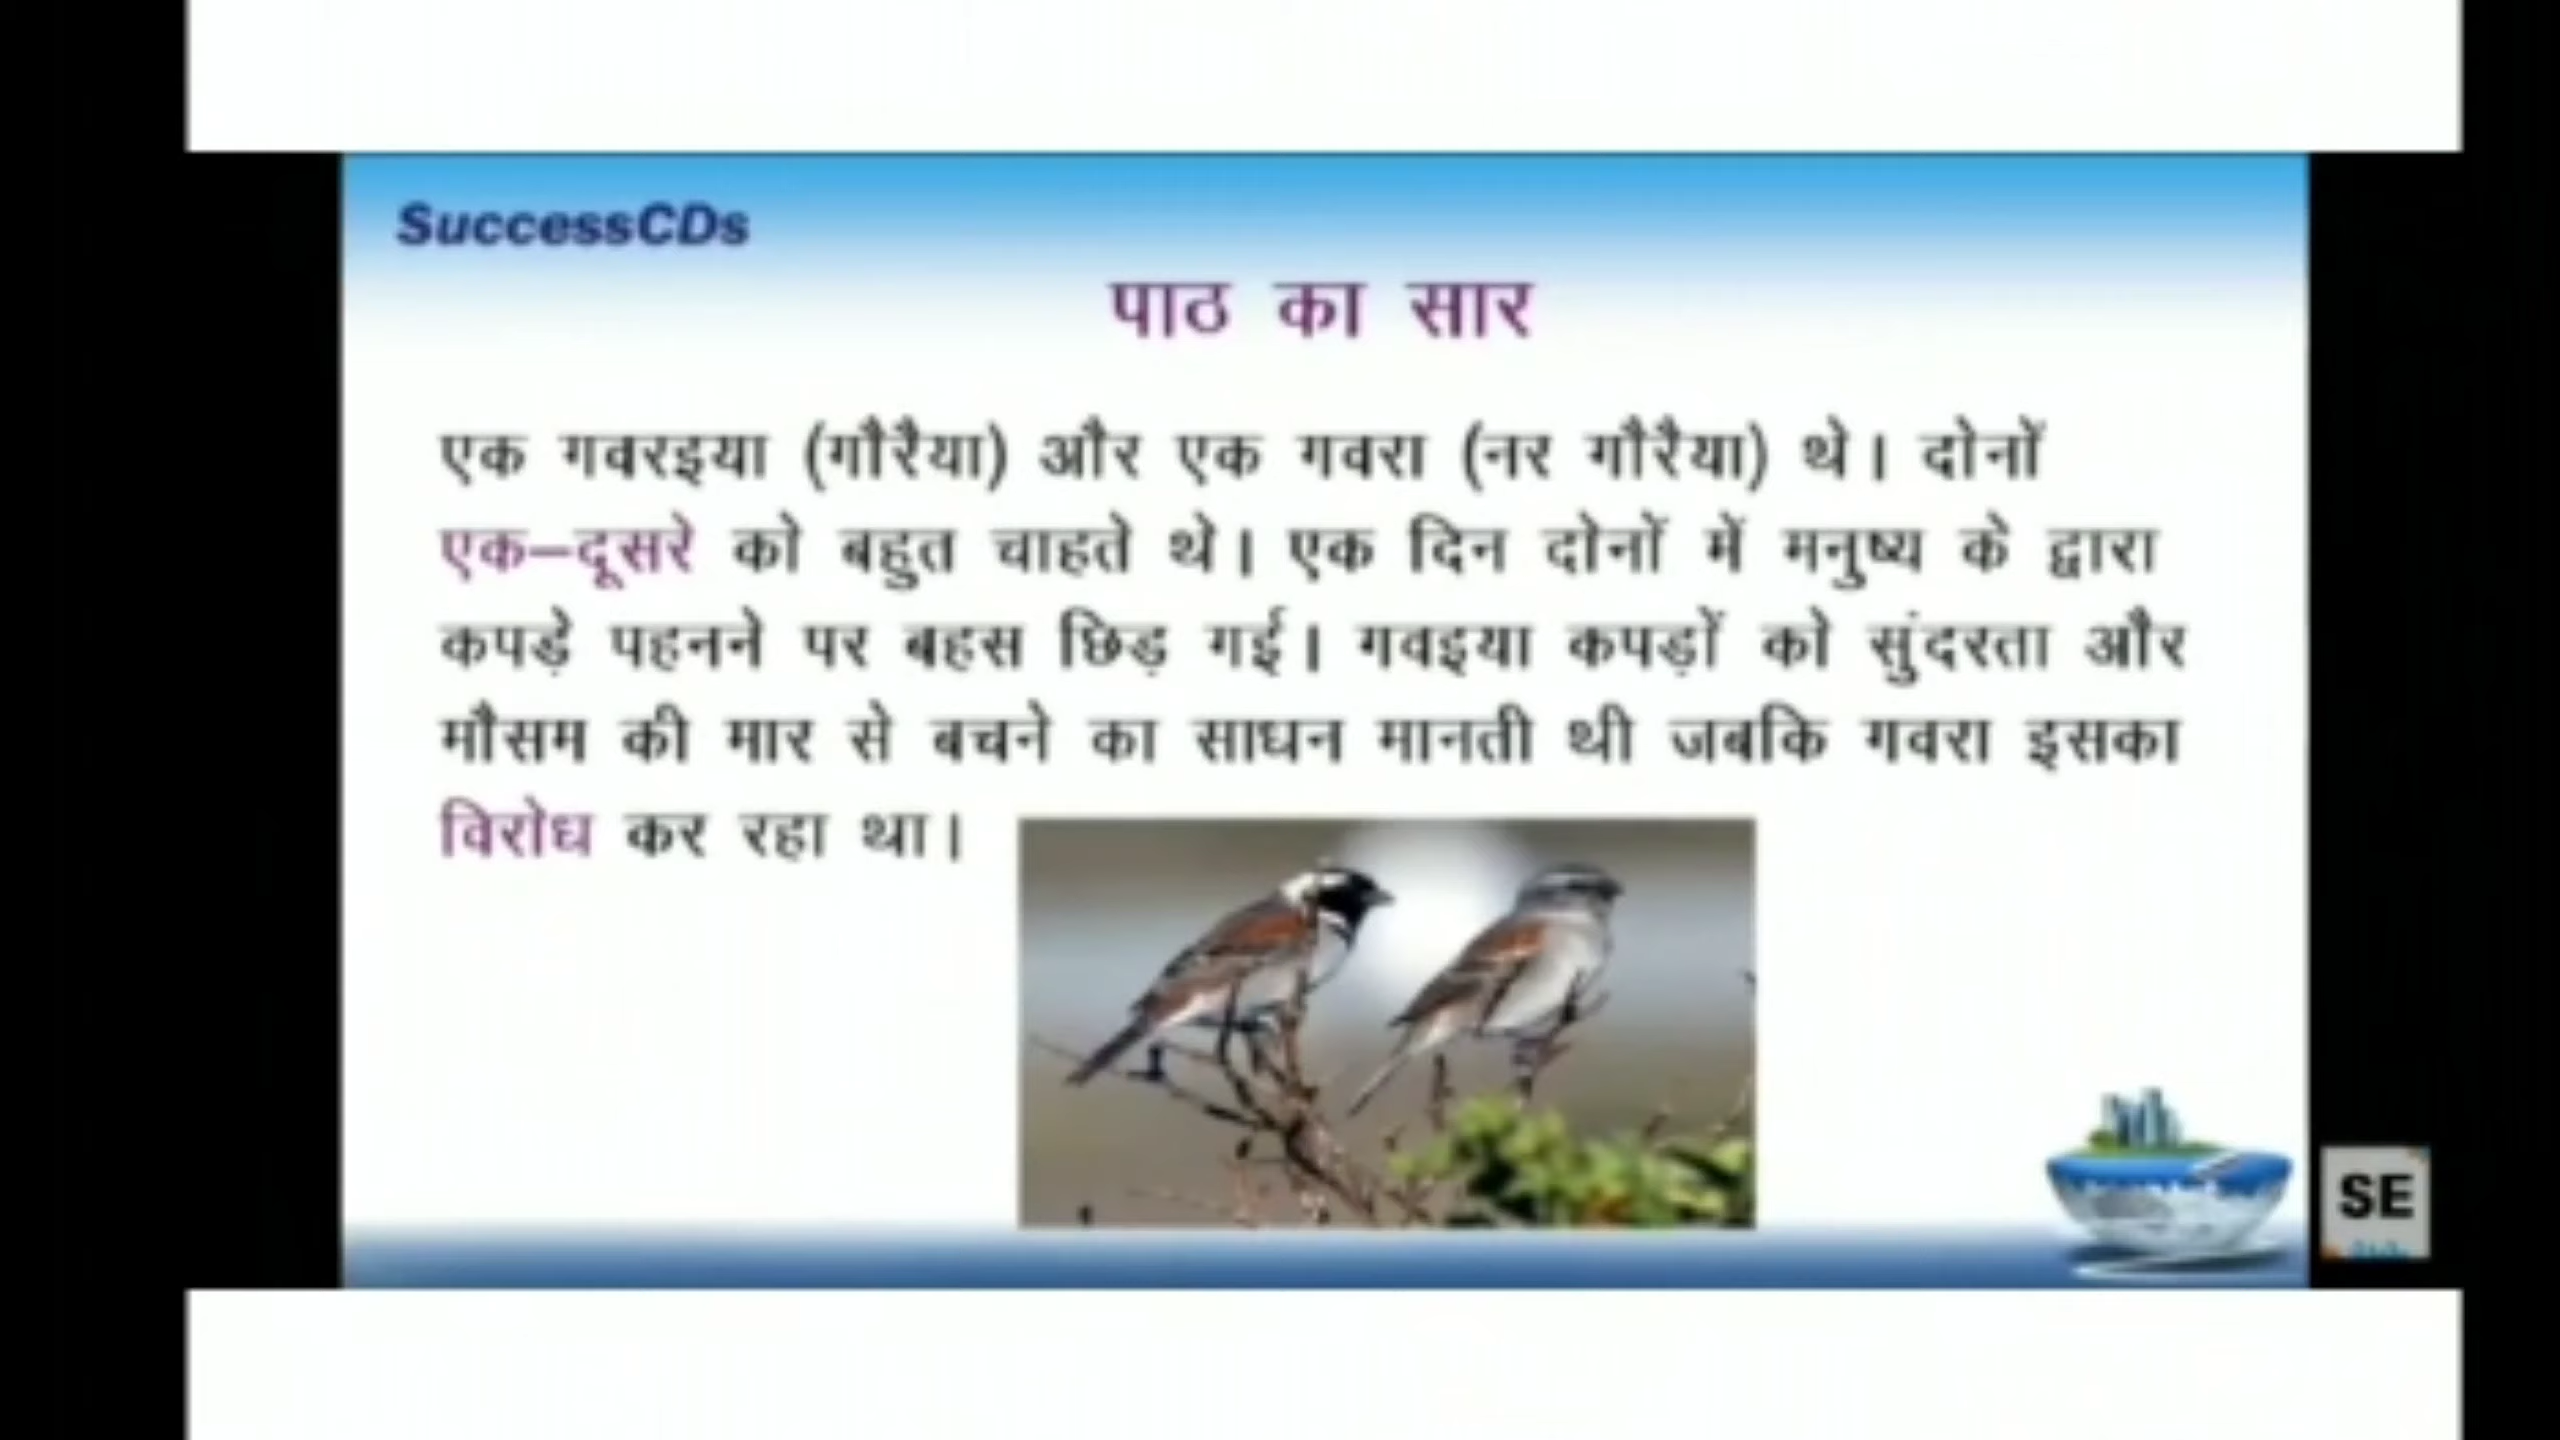 SuccessCDs
पाठ का सार
एक गवरइया (गौरैया) और एक गवरा (नर गौरैया) थे। दोनों
एक–दूसरे को बहुत चाहते थे। एक दिन दोनों में मनुष्य के द्वारा
कपड़े पहनने पर बहस छिड़ गई। गवइया कपड़ों को सुंदरता और
मौसम की मार से बचने का साधन मानती थी जबकि गवरा इसका
विरोध कर रहा था।
SE